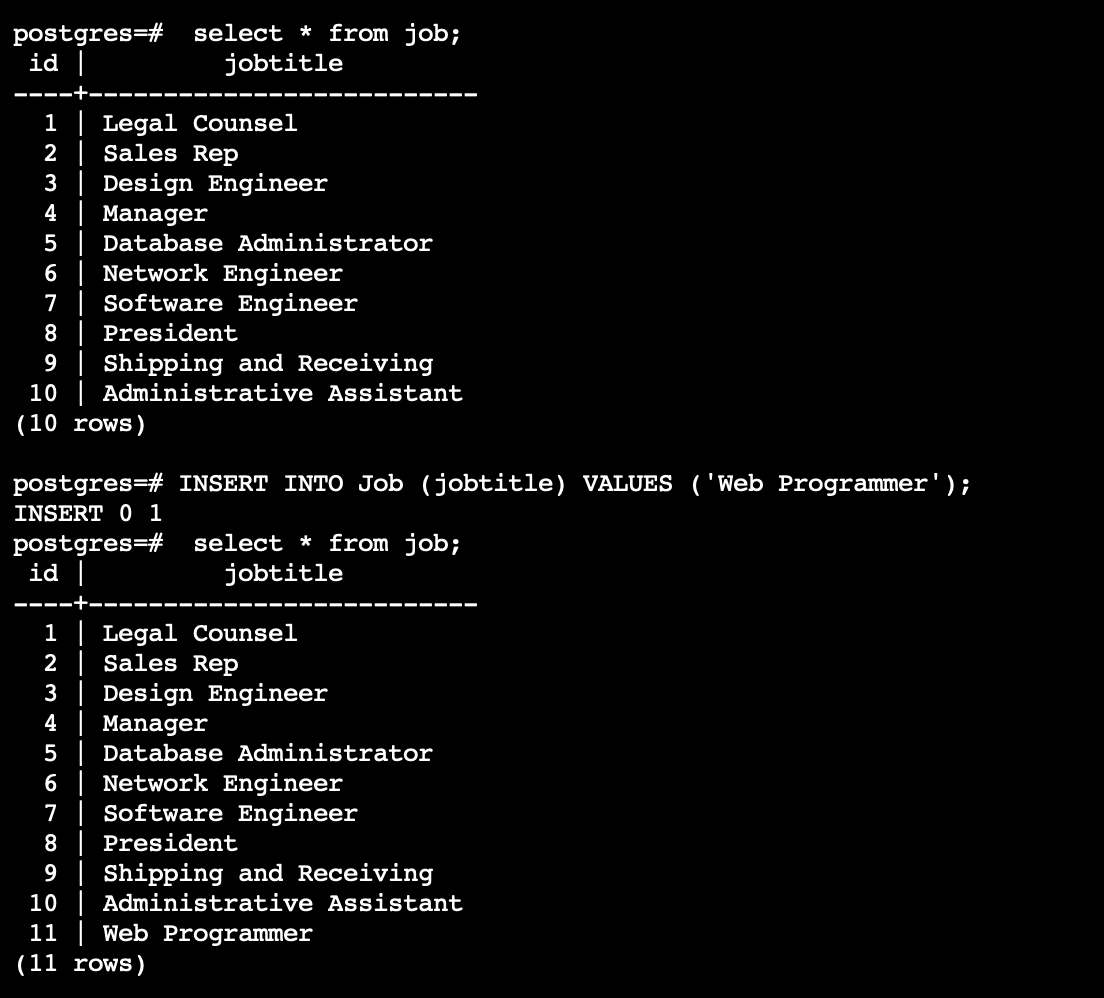 postgres=#  select * from job;
 id |         jobtitle
----+--------------------------
  1 | Legal Counsel
  2 | Sales Rep
  3 | Design Engineer
  4 | Manager
  5 | Database Administrator
  6 | Network Engineer
  7 | Software Engineer
  8 | President
  9 | Shipping and Receiving
 10 | Administrative Assistant
(10 rows)

postgres=# INSERT INTO Job (jobtitle) VALUES ('Web Programmer');
INSERT 0 1
postgres=#  select * from job;
 id |         jobtitle
----+--------------------------
  1 | Legal Counsel
  2 | Sales Rep
  3 | Design Engineer
  4 | Manager
  5 | Database Administrator
  6 | Network Engineer
  7 | Software Engineer
  8 | President
  9 | Shipping and Receiving
 10 | Administrative Assistant
 11 | Web Programmer
(11 rows)